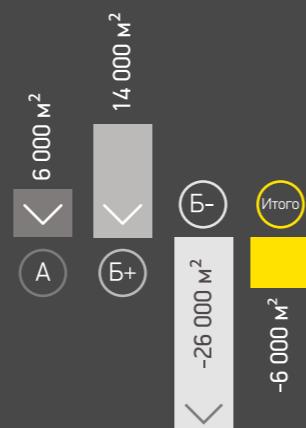 6 000 м²
А
14 000 м²
Б+
Б-
-26 000 м²
Итого
-6 000 м²